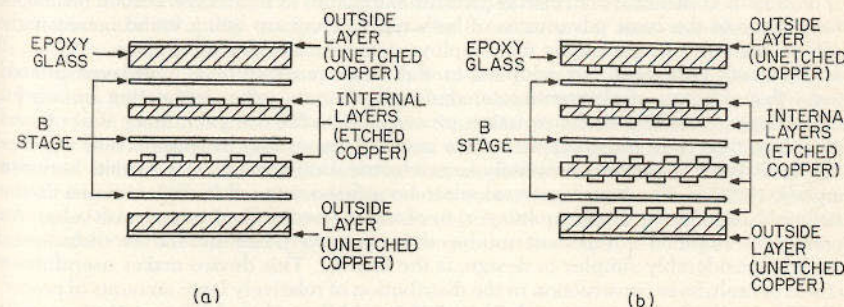 OUTSIDE
LAYER
(UNETCHED
COPPER)
EPOXY
GLASS
INTERNAL
LAYERS
(ETCHED
COPPER)
B
STAGE
OUTSIDE
LAYER
(UNETCHED
COPPER)
(a)
OUTSIDE
LAYER
(UNETCHED
COPPER)
EPOXY
GLASS
INTERNAL
LAYERS
(ETCHED
COPPER)
B
STAGE
OUTSIDE
LAYER
(UNETCHED
COPPER)
(b)